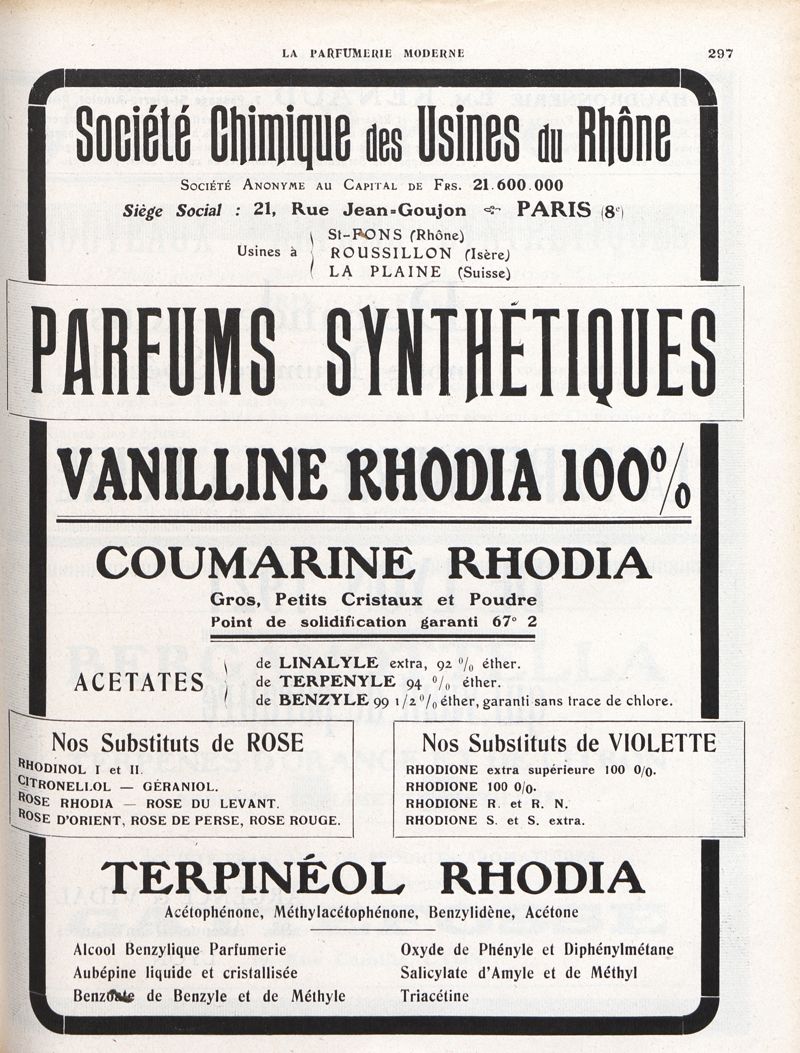 LA PARFUMERIE MODERNE 297
Société Chimique des Usines du Rhône
Société Anonyme au Capital de Frs. 21.600.000
Siège Social : 21, Rue Jean-Goujon PARIS (8e)
Usines à
St-FONS (Rhône)
ROUSSILLON (Isère)
LA PLAINE (Suisse)
PARFUMS SYNTHÉTIQUES
VANILLINE RHODIA 100%
COUMARINE RHODIA
Gros, Petits Cristaux et Poudre
Point de solidification garanti 67° 2
ACETATES
de LINALYLE extra, 92 % éther.
de TERPENYLE 94 % éther.
de BENZYLE 99 1/2 % éther, garanti sans trace de chlore.
Nos Substituts de ROSE
RHODINOL I et II.
CITRONELLOL — GÉRANIOL.
ROSE RHODIA — ROSE DU LEVANT.
ROSE D'ORIENT, ROSE DE PERSE, ROSE ROUGE.
Nos Substituts de VIOLETTE
RHODIONE extra supérieure 100 0/0.
RHODIONE 100 0/0.
RHODIONE R. et R. N.
RHODIONE S. et S. extra.
TERPINÉOL RHODIA
Acétophénone, Méthylacétophénone, Benzylidène, Acétone
Alcool Benzylique Parfumerie
Aubépine liquide et cristallisée
Benzoate de Benzyle et de Méthyle
Oxyde de Phényle et Diphénylmétane
Salicylate d'Amyle et de Méthyl
Triacétine